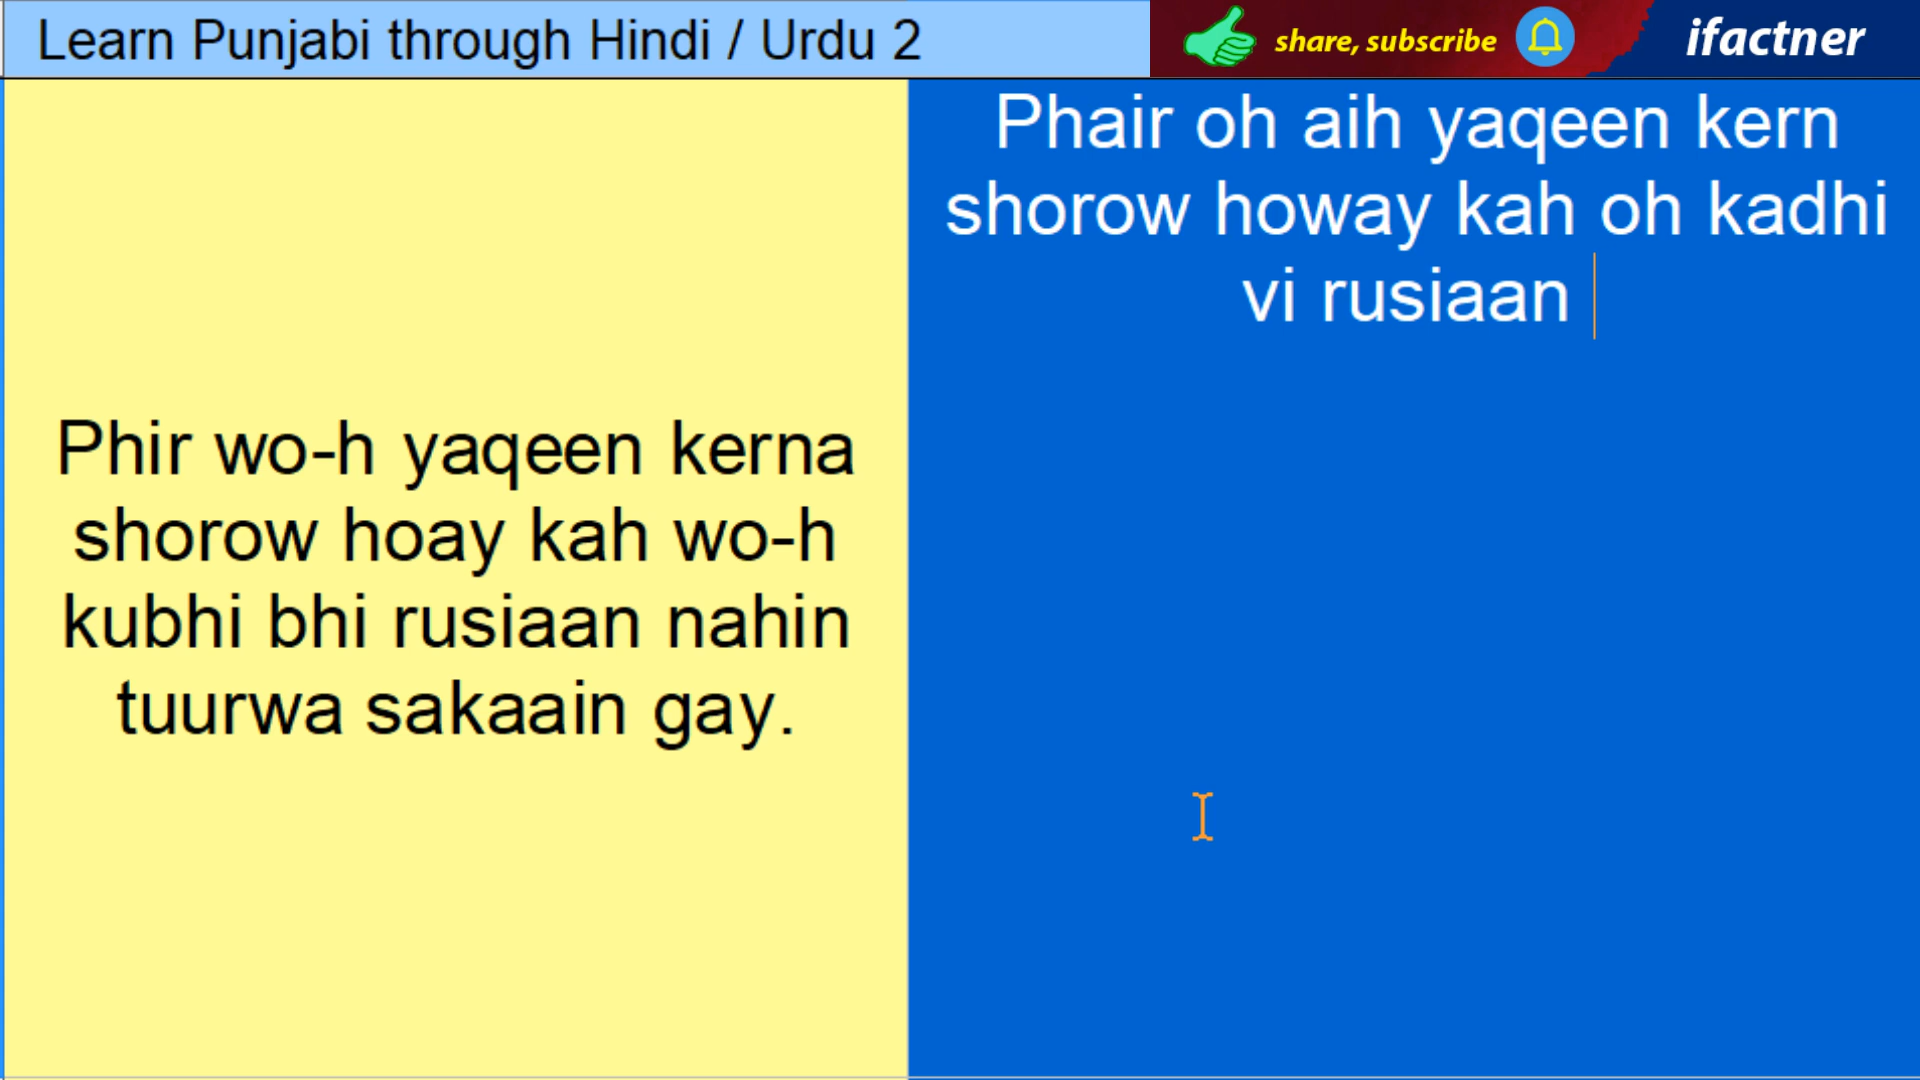 Learn Punjabi through Hindi / Urdu 2
share, subscribe
ifactner
Phir wo-h yaqeen kerna
shorow hoay kah wo-h
kubhi bhi rusiaan nahin
tuurwa sakaain gay.
Phair oh aih yaqeen kern
shorow howay kah oh kadhi
vi rusiaan